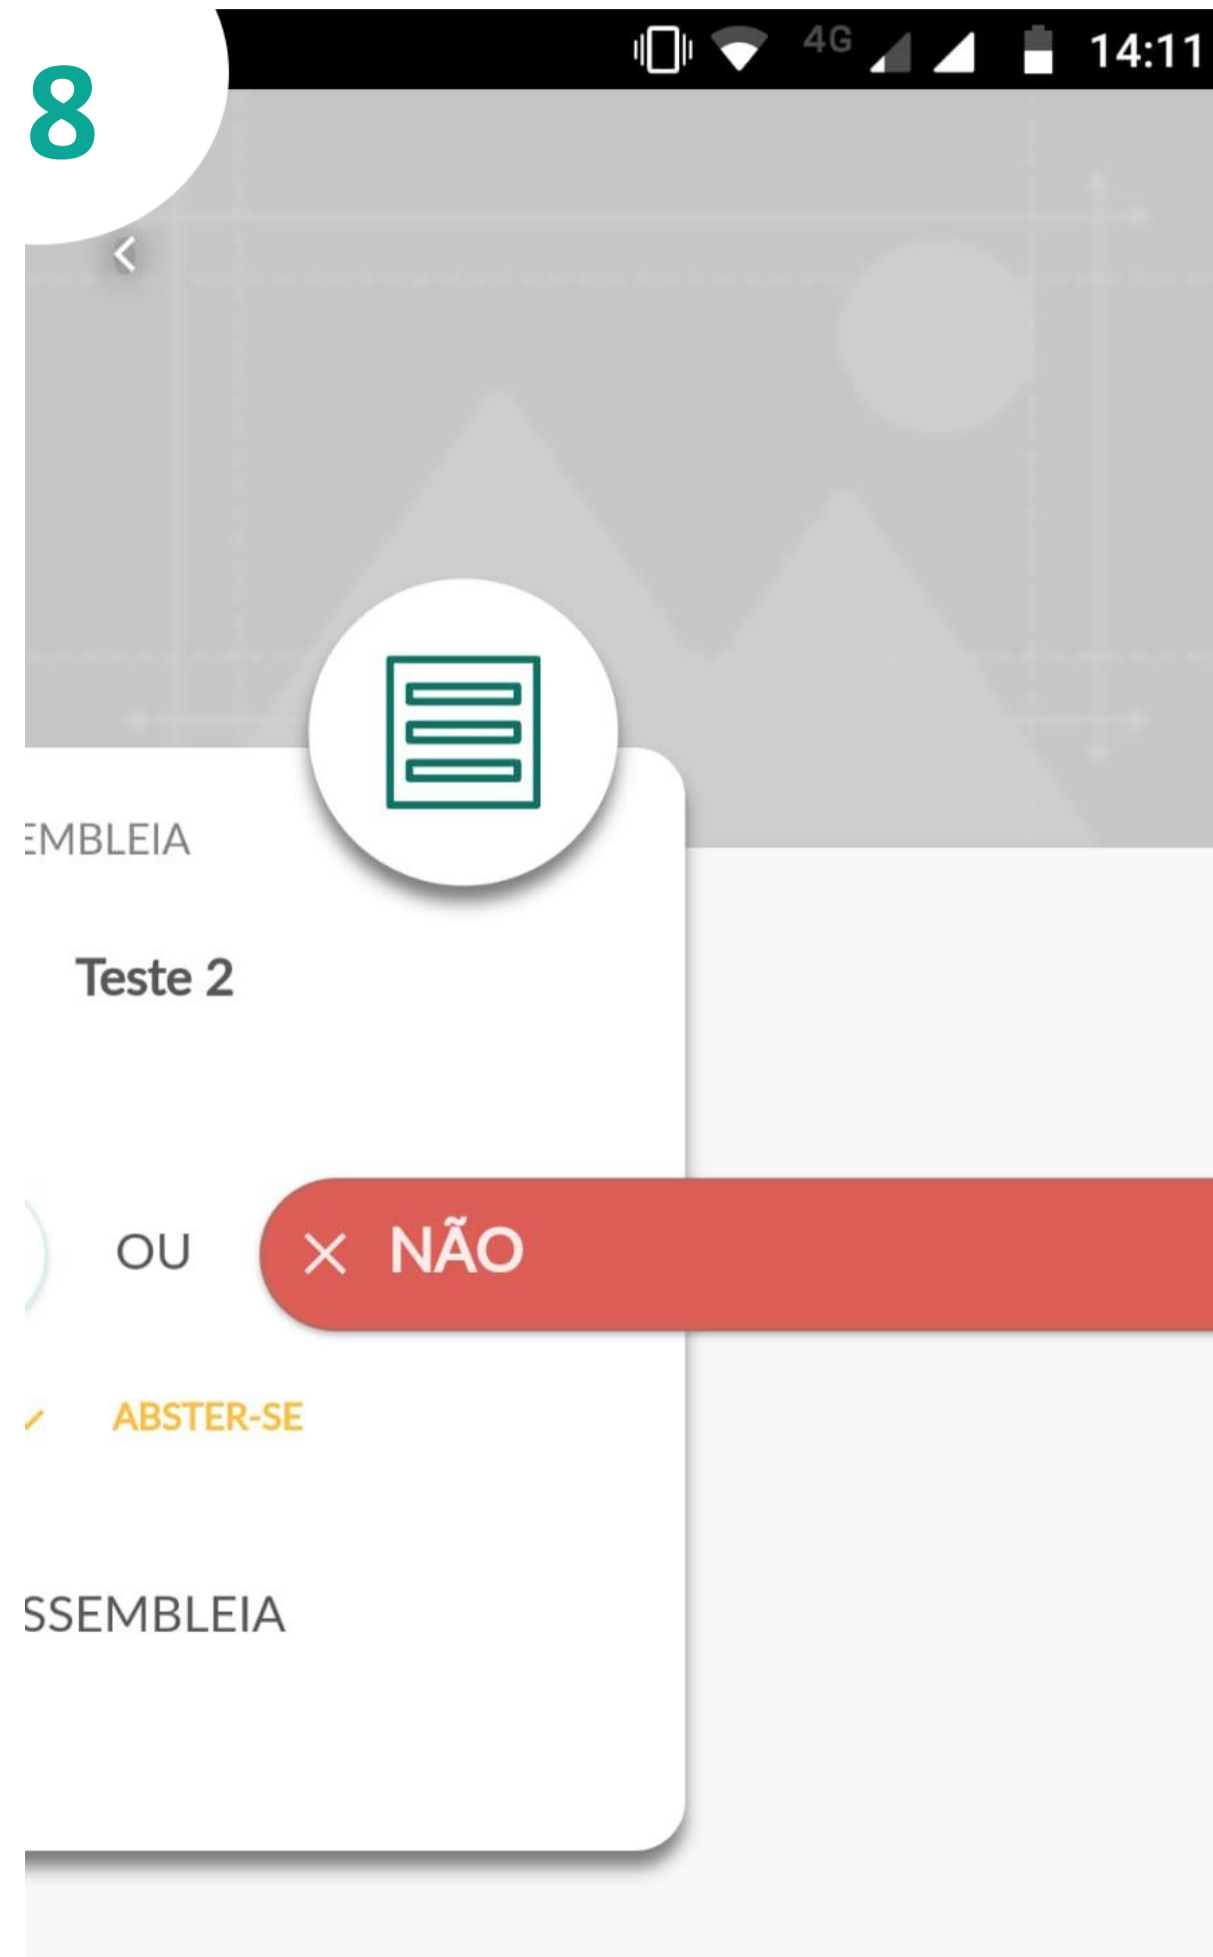 8
4G 14:11
EMBLEIA
Teste 2
OU
NÃO
ABSTER-SE
SSEMBLEIA